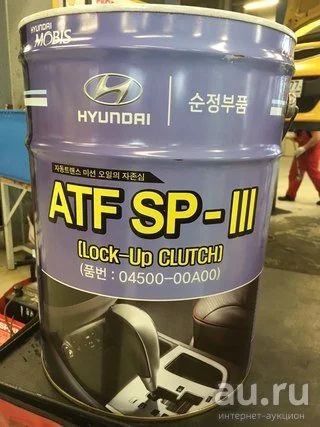 HYUNDAI
MOBIS
HYUNDAI
순정부품
자동트랜스 미션 오일의 자존심
ATF SP-III
(Lock-Up CLUTCH)
(품번 : 04500-00A00)
au.ru
интернет-аукцион